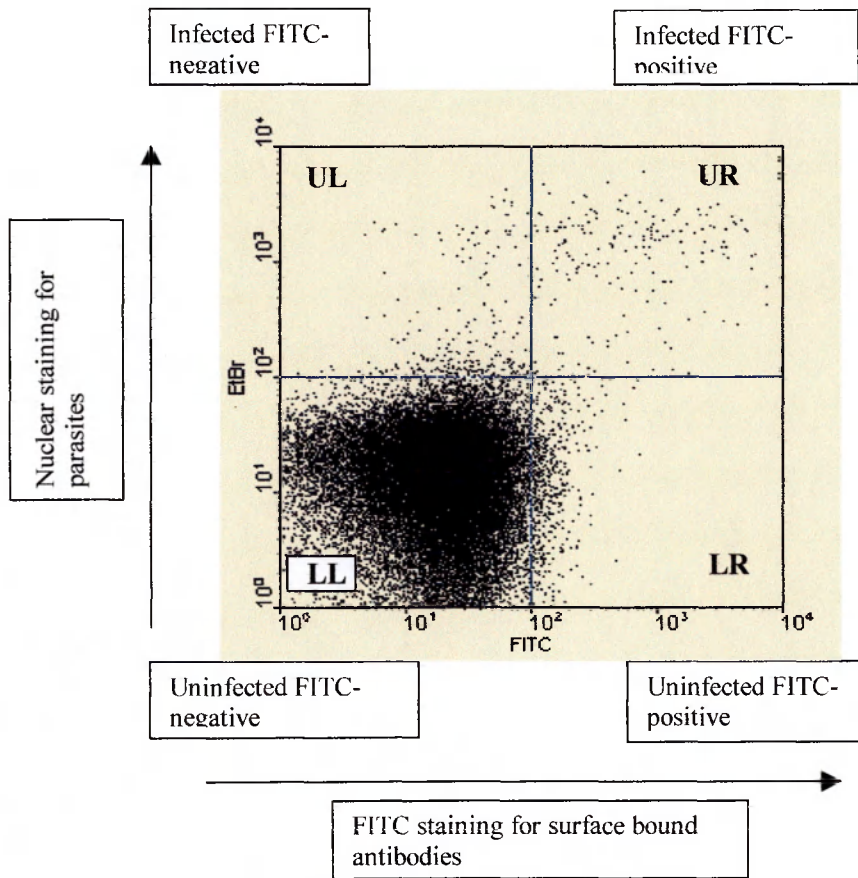 Infected FITC-
negative
Infected FITC-
positive
UL
UR
LL
LR
10⁴
10³
10²
10¹
10⁰
EtBr
10⁰
10¹
10²
10³
10⁴
FITC
Nuclear staining for
parasites
Uninfected FITC-
negative
Uninfected FITC-
positive
FITC staining for surface bound
antibodies